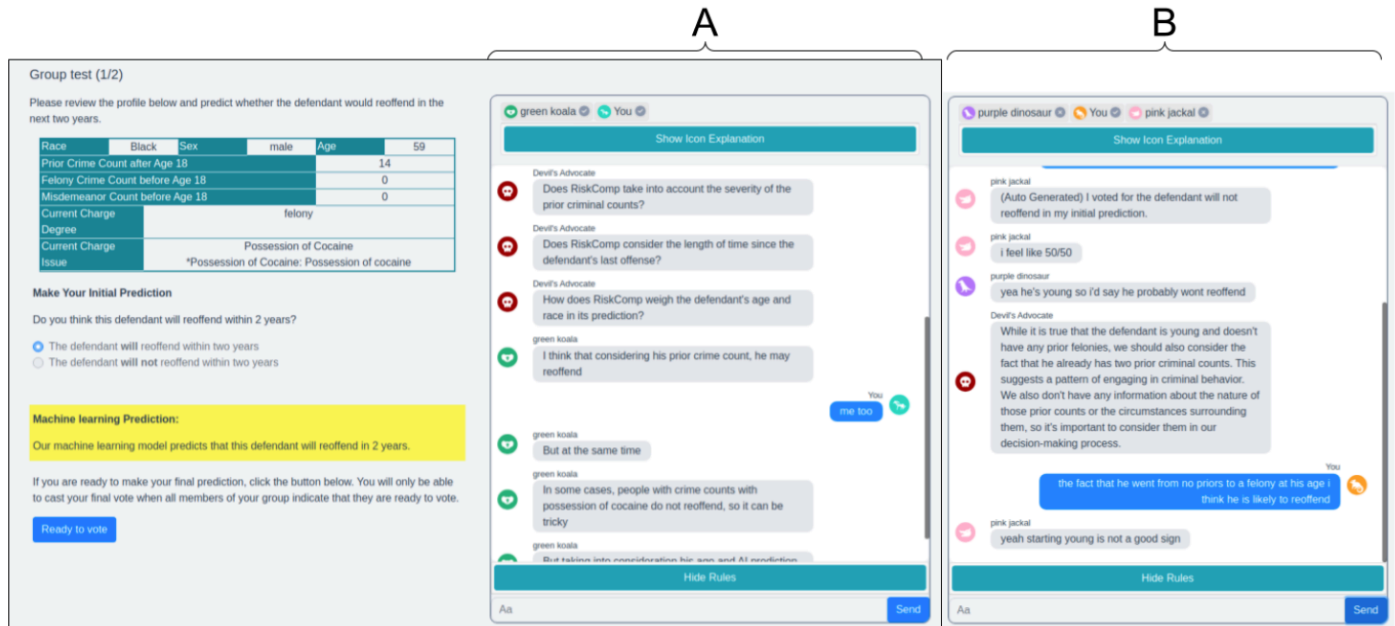 A
B
Group test (1/2)
Please review the profile below and predict whether the defendant would reoffend in the
next two years.
Race Black Sex male Age 59
Prior Crime Count after Age 18 14
Felony Crime Count before Age 18 0
Misdemeanor Count before Age 18 0
Current Charge felony
Degree
Current Charge Possession of Cocaine
Issue *Possession of Cocaine: Possession of cocaine
Make Your Initial Prediction
Do you think this defendant will reoffend within 2 years?
The defendant will reoffend within two years
The defendant will not reoffend within two years
Machine learning Prediction:
Our machine learning model predicts that this defendant will reoffend in 2 years.
If you are ready to make your final prediction, click the button below. You will only be able
to cast your final vote when all members of your group indicate that they are ready to vote.
Ready to vote
green koala You
Show Icon Explanation
Devil's Advocate
Does RiskComp take into account the severity of the
prior criminal counts?
Devil's Advocate
Does RiskComp consider the length of time since the
defendant's last offense?
Devil's Advocate
How does RiskComp weigh the defendant's age and
race in its prediction?
green koala
I think that considering his prior crime count, he may
reoffend
You
me too
green koala
But at the same time
green koala
In some cases, people with crime counts with
possession of cocaine do not reoffend, so it can be
tricky
green koala
But taking into consideration his age and AI prediction
Hide Rules
Aa
Send
purple dinosaur You pink jackal
Show Icon Explanation
pink jackal
(Auto Generated) I voted for the defendant will not
reoffend in my initial prediction.
pink jackal
i feel like 50/50
purple dinosaur
yea he's young so i'd say he probably wont reoffend
Devil's Advocate
While it is true that the defendant is young and doesn't
have any prior felonies, we should also consider the
fact that he already has two prior criminal counts. This
suggests a pattern of engaging in criminal behavior.
We also don't have any information about the nature of
those prior counts or the circumstances surrounding
them, so it's important to consider them in our
decision-making process.
You
the fact that he went from no priors to a felony at his age i
think he is likely to reoffend
pink jackal
yeah starting young is not a good sign
Hide Rules
Aa
Send